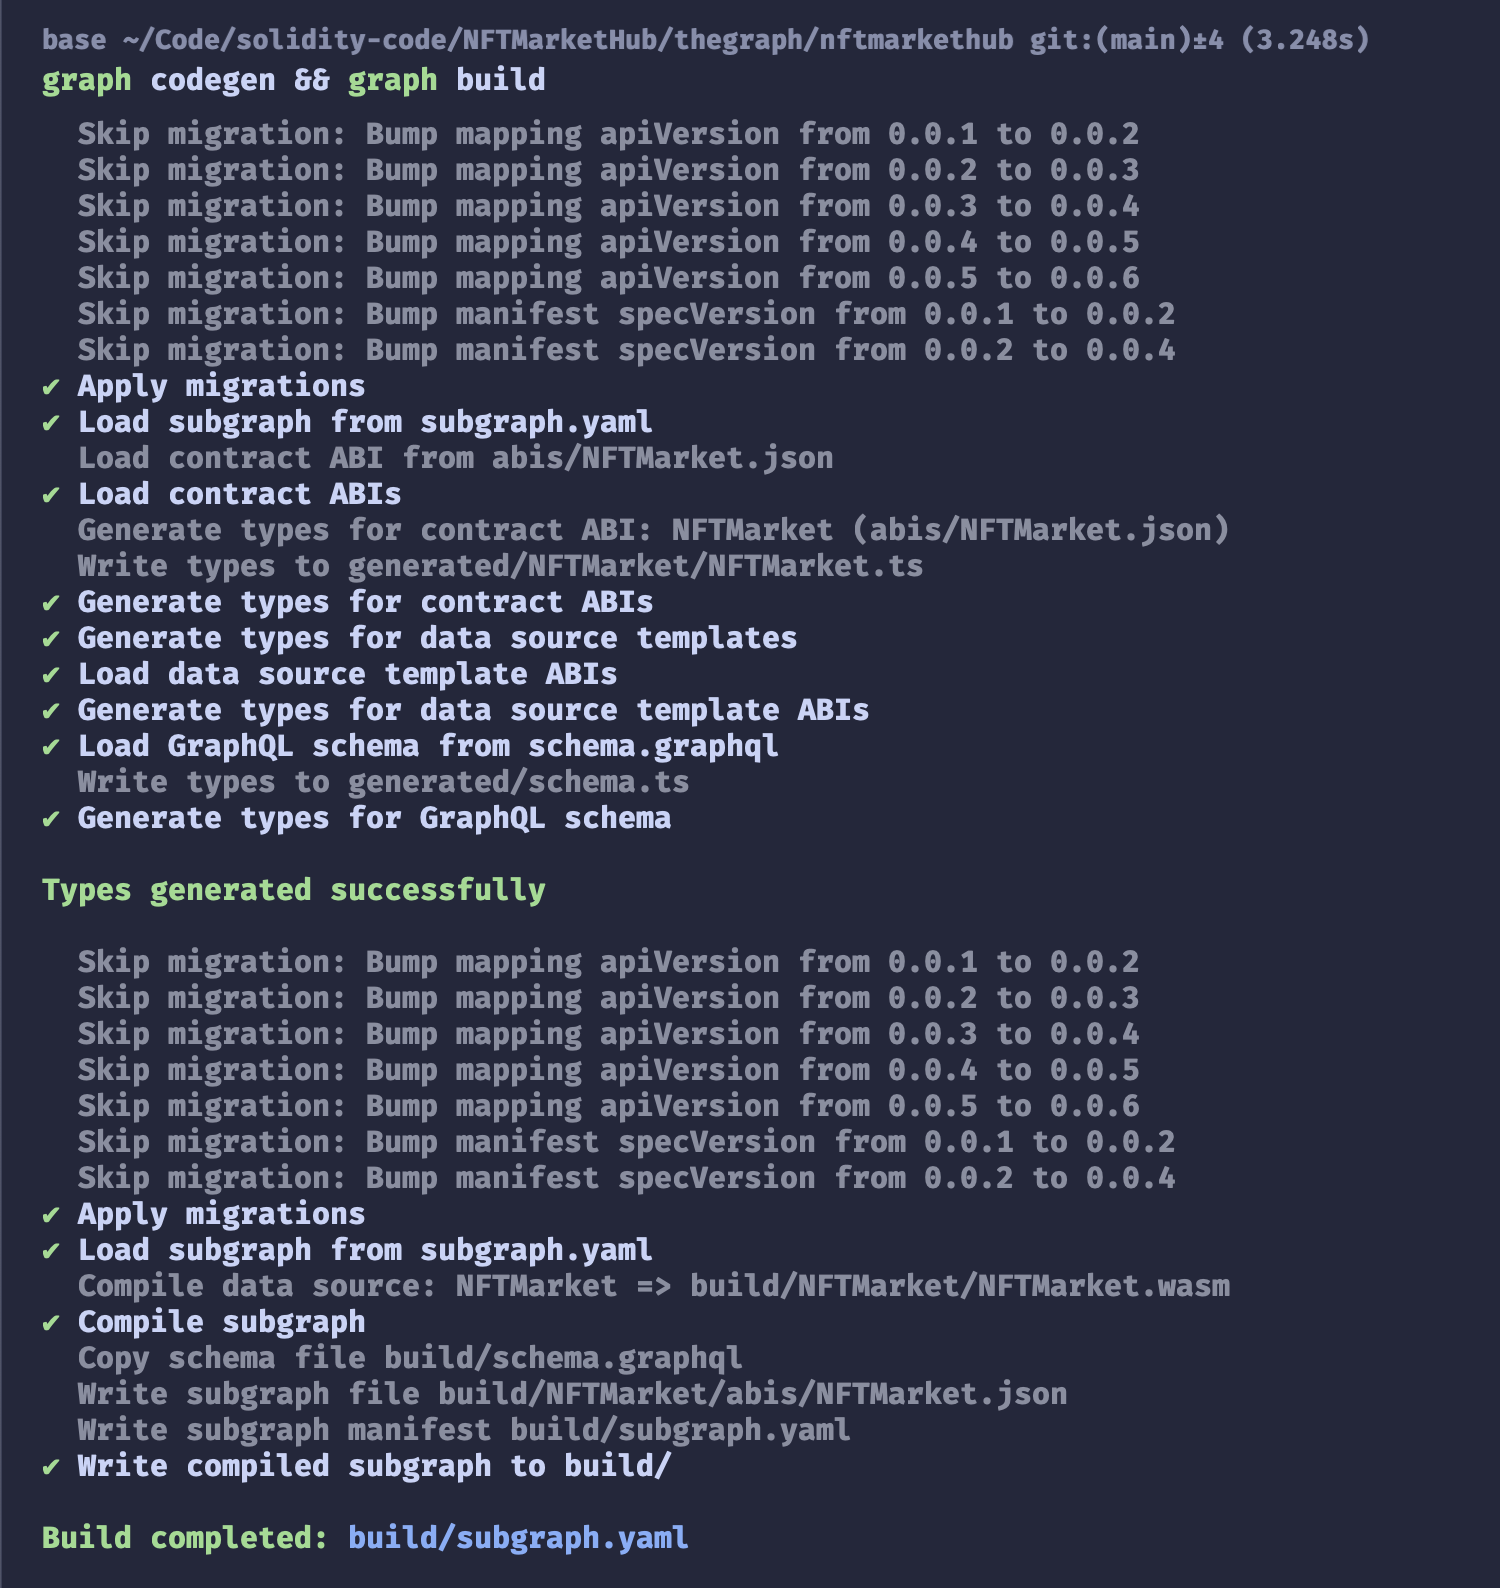 base ~/Code/solidity-code/NFTMarketHub/thegraph/nftmarkethub git:(main)±4 (3.248s)
graph codegen && graph build
Skip migration: Bump mapping apiVersion from 0.0.1 to 0.0.2
Skip migration: Bump mapping apiVersion from 0.0.2 to 0.0.3
Skip migration: Bump mapping apiVersion from 0.0.3 to 0.0.4
Skip migration: Bump mapping apiVersion from 0.0.4 to 0.0.5
Skip migration: Bump mapping apiVersion from 0.0.5 to 0.0.6
Skip migration: Bump manifest specVersion from 0.0.1 to 0.0.2
Skip migration: Bump manifest specVersion from 0.0.2 to 0.0.4
✔ Apply migrations
✔ Load subgraph from subgraph.yaml
Load contract ABI from abis/NFTMarket.json
✔ Load contract ABIs
Generate types for contract ABI: NFTMarket (abis/NFTMarket.json)
Write types to generated/NFTMarket/NFTMarket.ts
✔ Generate types for contract ABIs
✔ Generate types for data source templates
✔ Load data source template ABIs
✔ Generate types for data source template ABIs
✔ Load GraphQL schema from schema.graphql
Write types to generated/schema.ts
✔ Generate types for GraphQL schema
Types generated successfully
Skip migration: Bump mapping apiVersion from 0.0.1 to 0.0.2
Skip migration: Bump mapping apiVersion from 0.0.2 to 0.0.3
Skip migration: Bump mapping apiVersion from 0.0.3 to 0.0.4
Skip migration: Bump mapping apiVersion from 0.0.4 to 0.0.5
Skip migration: Bump mapping apiVersion from 0.0.5 to 0.0.6
Skip migration: Bump manifest specVersion from 0.0.1 to 0.0.2
Skip migration: Bump manifest specVersion from 0.0.2 to 0.0.4
✔ Apply migrations
✔ Load subgraph from subgraph.yaml
Compile data source: NFTMarket => build/NFTMarket/NFTMarket.wasm
✔ Compile subgraph
Copy schema file build/schema.graphql
Write subgraph file build/NFTMarket/abis/NFTMarket.json
Write subgraph manifest build/subgraph.yaml
✔ Write compiled subgraph to build/
Build completed: build/subgraph.yaml